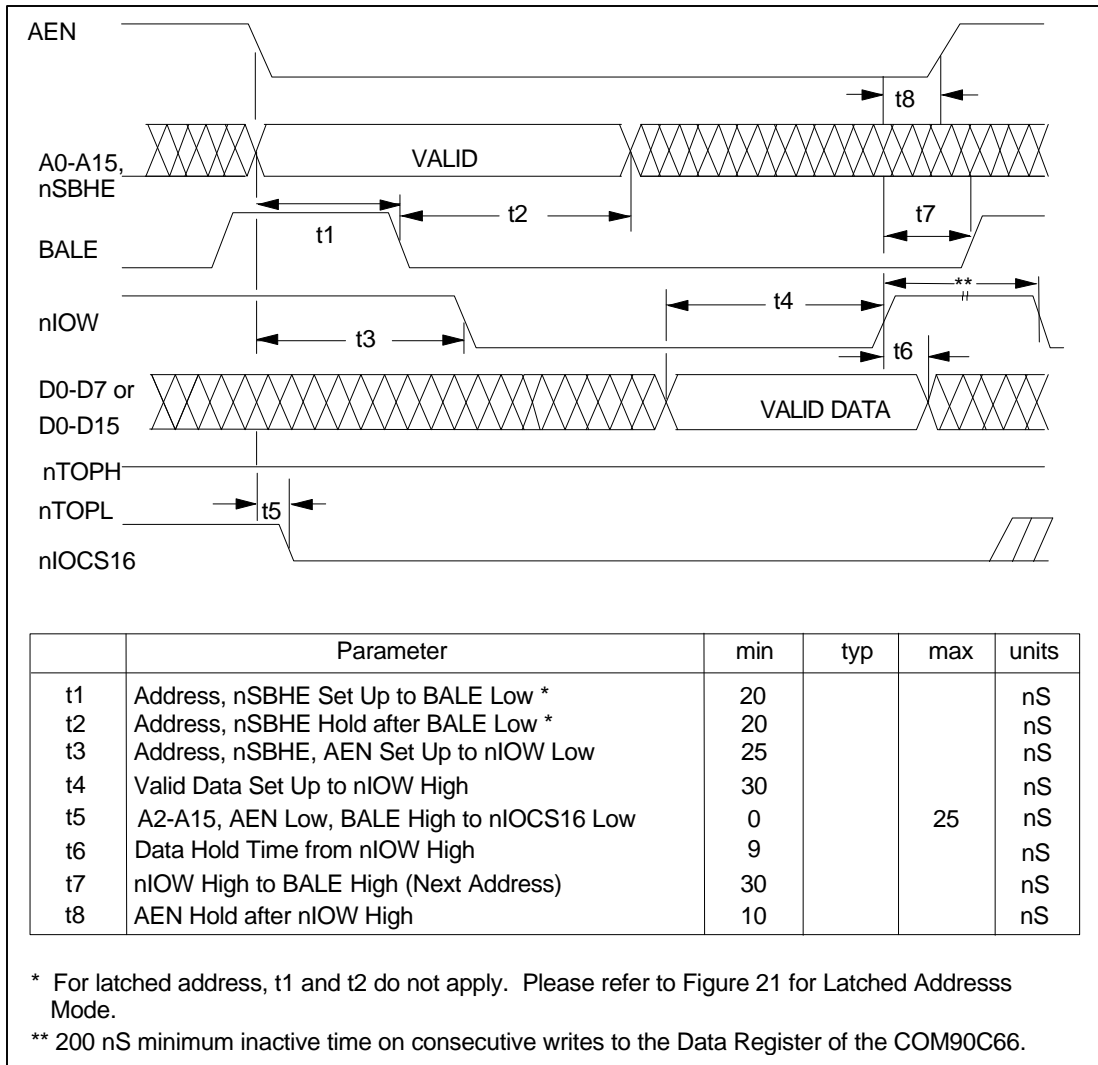 AEN
t8
A0-A15,
nSBHE
VALID
t1
t2
t7
BALE
**
nIOW
t3
t4
t6
D0-D7 or
D0-D15
VALID DATA
nTOPH
nTOPL
t5
nIOCS16
Parameter min typ max units
t1 Address, nSBHE Set Up to BALE Low * 20 nS
t2 Address, nSBHE Hold after BALE Low * 20 nS
t3 Address, nSBHE, AEN Set Up to nIOW Low 25 nS
t4 Valid Data Set Up to nIOW High 30 nS
t5 A2-A15, AEN Low, BALE High to nIOCS16 Low 0 25 nS
t6 Data Hold Time from nIOW High 9 nS
t7 nIOW High to BALE High (Next Address) 30 nS
t8 AEN Hold after nIOW High 10 nS
* For latched address, t1 and t2 do not apply. Please refer to Figure 21 for Latched Addresss
Mode.
** 200 nS minimum inactive time on consecutive writes to the Data Register of the COM90C66.